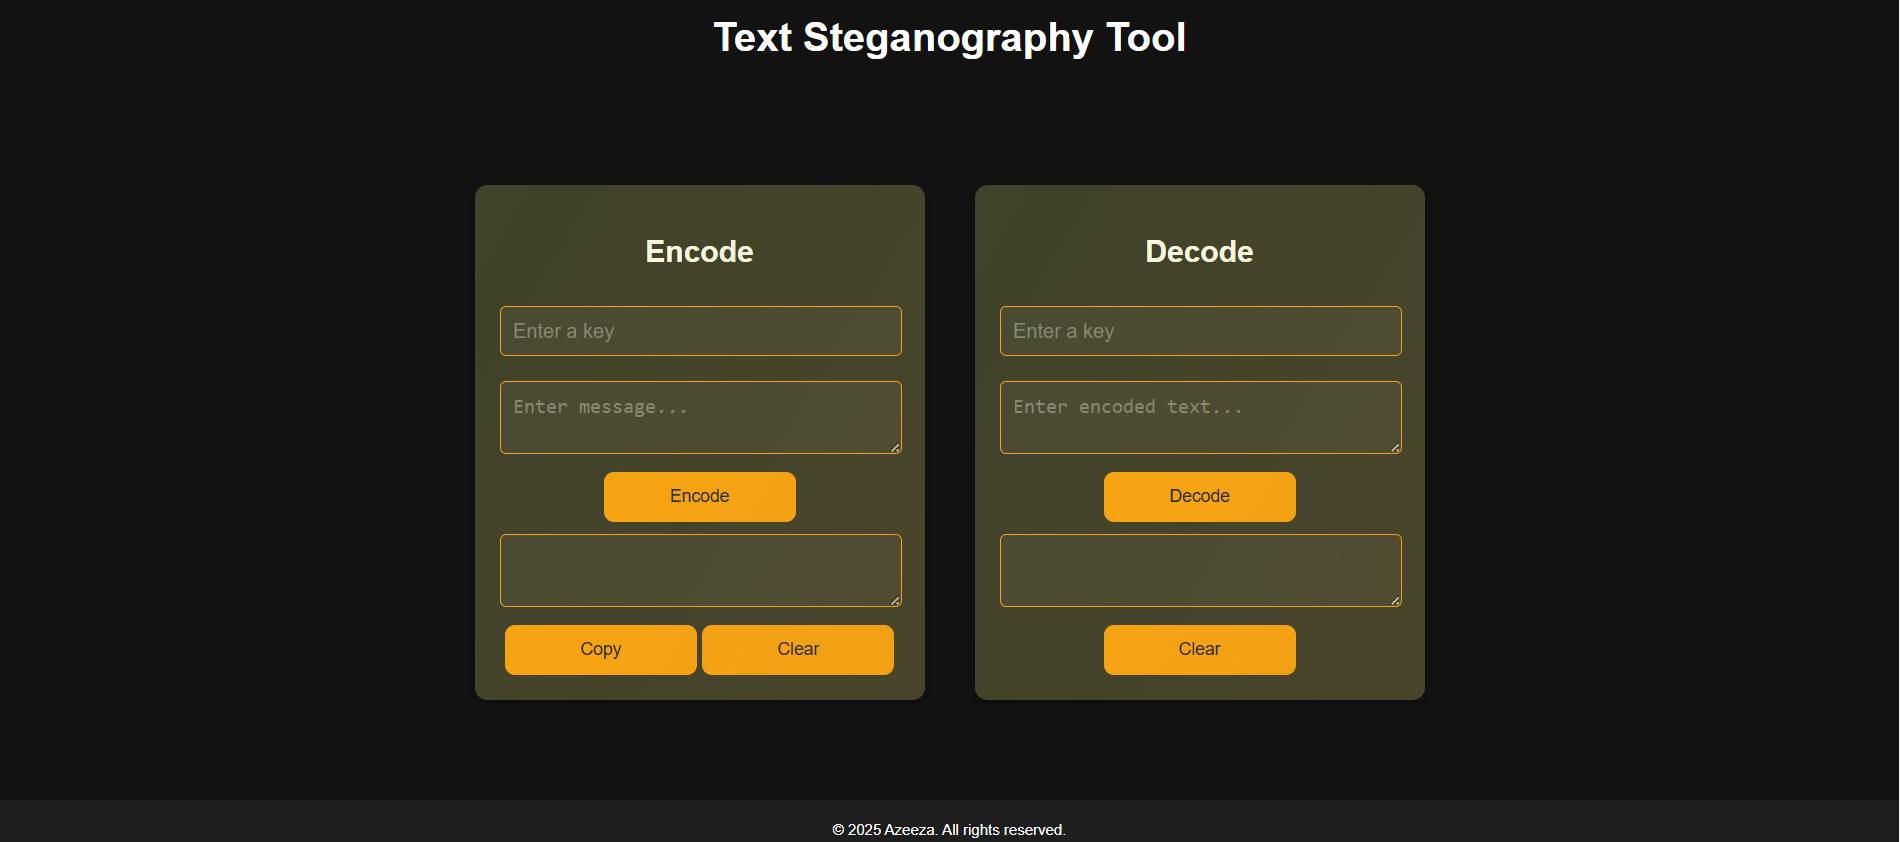 Text Steganography Tool
Encode
Enter a key
Enter message...
Encode
Copy Clear
Decode
Enter a key
Enter encoded text...
Decode
Clear
© 2025 Azeeza. All rights reserved.